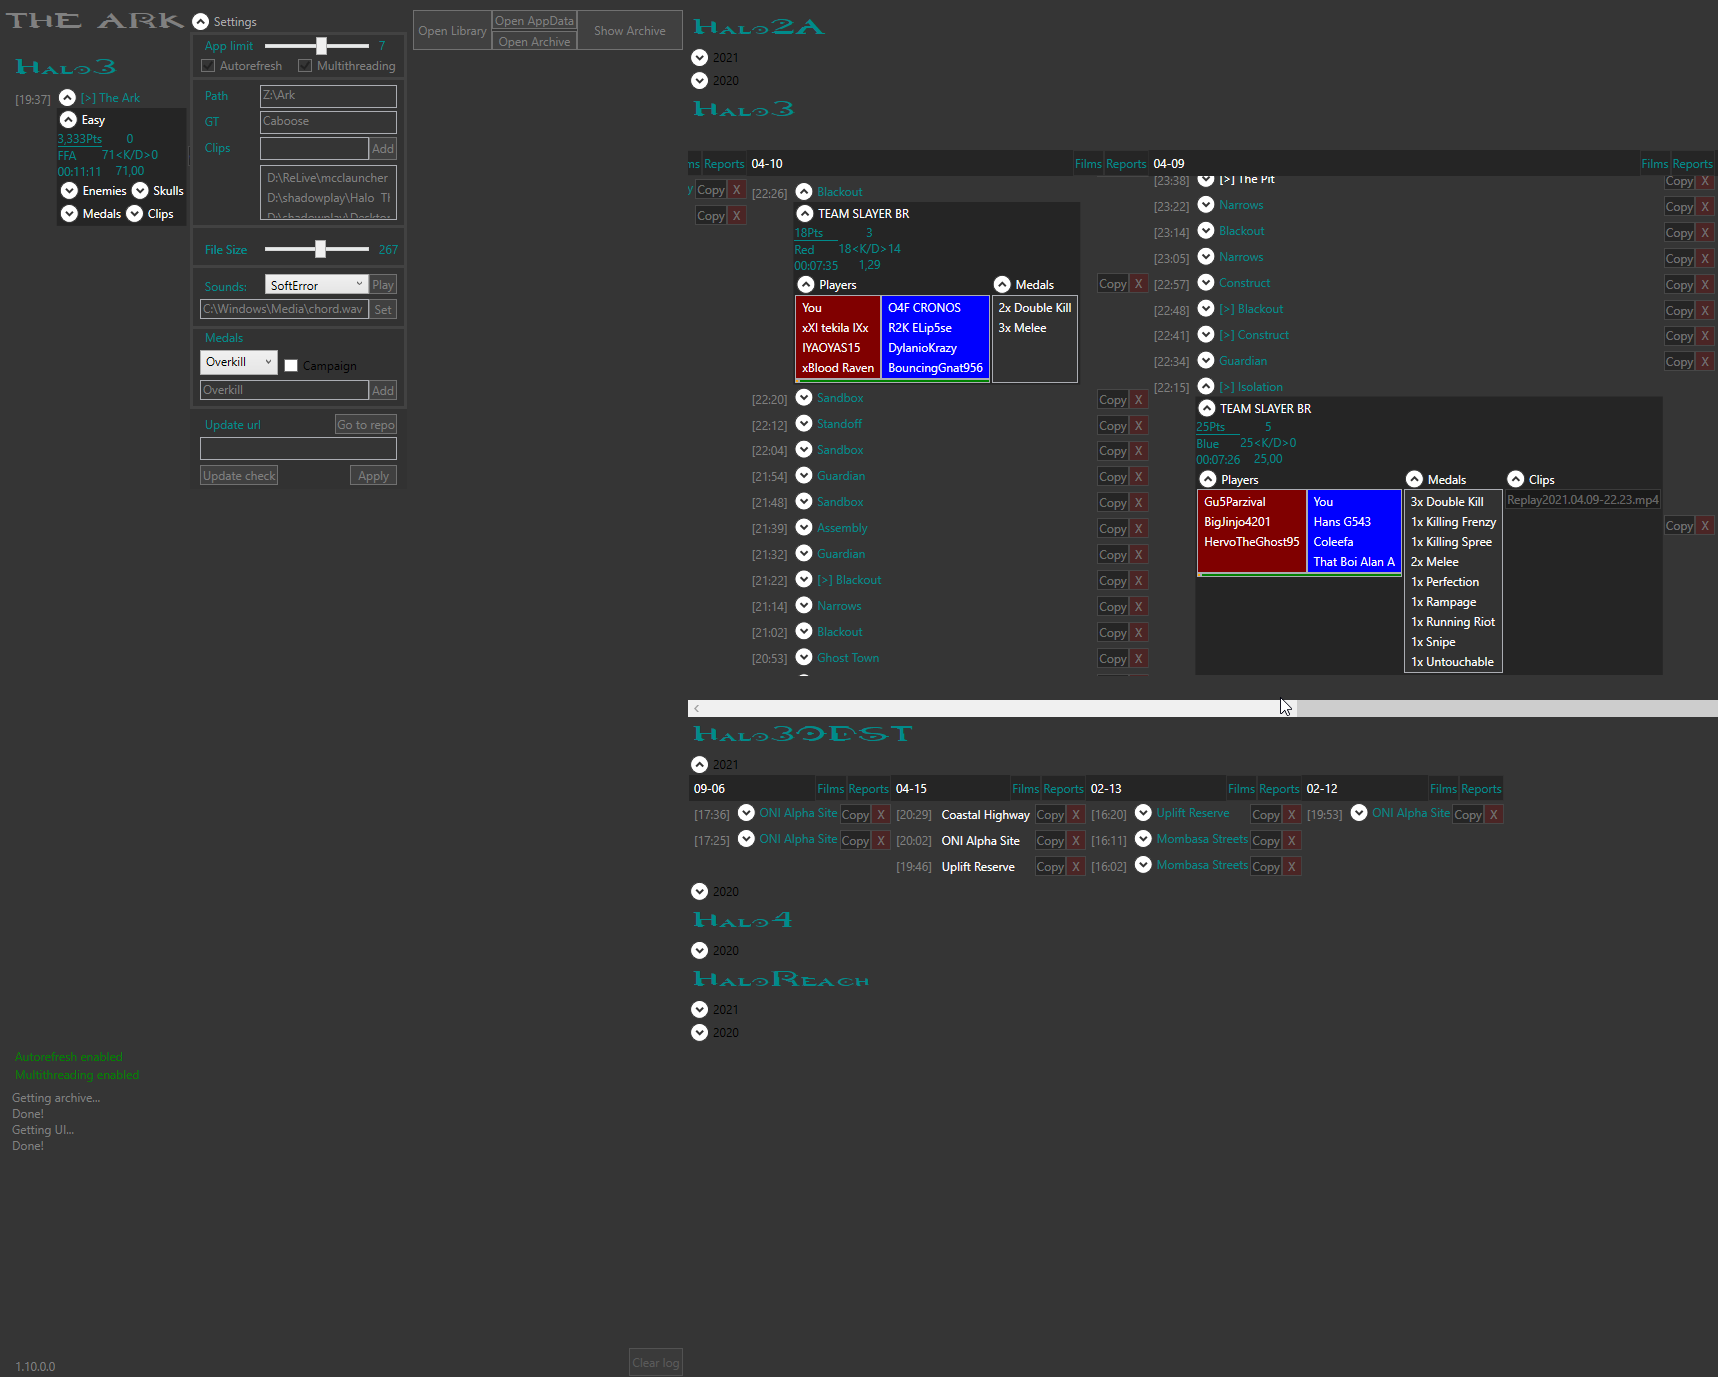 THE ARK
Settings
App limit 7
Autorefresh Multithreading
Path Z:\Ark
GT Caboose
Clips Add
D:\ReLive\mcclauncher
D:\shadowplay\Halo
D:\shadowplay\Desktop
File Size 267
Sounds: SoftError Play
C:\Windows\Media\chord.wav Set
Medals
Overkill Campaign
Overkill Add
Update url Go to repo
Update check Apply
Halo3
[19:37] [>] The Ark
Easy
3,333Pts 0
FFA 71<K/D>0
00:11:11 71,00
Enemies Skulls
Medals Clips
Open Library
Open AppData
Open Archive
Show Archive
Halo2A
2021
2020
Halo3
ms Reports
y Copy X
Copy X
04-10 Films Reports
[22:26] Blackout
TEAM SLAYER BR
18Pts 3
Red 18<K/D>14
00:07:35 1,29
Copy X
Players
You
xXl tekila IXx
IYAOYAS15
xBlood Raven
O4F CRONOS
R2K ELip5se
DylanioKrazy
BouncingGnat956
Medals
2x Double Kill
3x Melee
[22:20] Sandbox Copy X
[22:12] Standoff Copy X
[22:04] Sandbox Copy X
[21:54] Guardian Copy X
[21:48] Sandbox Copy X
[21:39] Assembly Copy X
[21:32] Guardian Copy X
[21:22] [>] Blackout Copy X
[21:14] Narrows Copy X
[21:02] Blackout Copy X
[20:53] Ghost Town Copy X
04-09 Films Reports
[23:38] [>] The Pit Copy X
[23:22] Narrows Copy X
[23:14] Blackout Copy X
[23:05] Narrows Copy X
[22:57] Construct Copy X
[22:48] [>] Blackout Copy X
[22:41] [>] Construct Copy X
[22:34] Guardian Copy X
[22:15] [>] Isolation
TEAM SLAYER BR
25Pts 5
Blue 25<K/D>0
00:07:26 25,00
Copy X
Players
Gu5Parzival
BigJinjo4201
HervoTheGhost95
You
Hans G543
Coleefa
That Boi Alan A
Medals
3x Double Kill
1x Killing Frenzy
1x Killing Spree
2x Melee
1x Perfection
1x Rampage
1x Running Riot
1x Snipe
1x Untouchable
Clips
Replay2021.04.09-22.23.mp4
Halo3ODST
2021
09-06 Films Reports 04-15 Films Reports 02-13 Films Reports 02-12 Films Reports
[17:36] ONI Alpha Site Copy X [20:29] Coastal Highway Copy X [16:20] Uplift Reserve Copy X [19:53] ONI Alpha Site Copy X
[17:25] ONI Alpha Site Copy X [20:02] ONI Alpha Site Copy X [16:11] Mombasa Streets Copy X
[19:46] Uplift Reserve Copy X [16:02] Mombasa Streets Copy X
2020
Halo4
2020
HaloReach
2021
2020
Autorefresh enabled
Multithreading enabled
Getting archive...
Done!
Getting UI...
Done!
1.10.0.0
Clear log